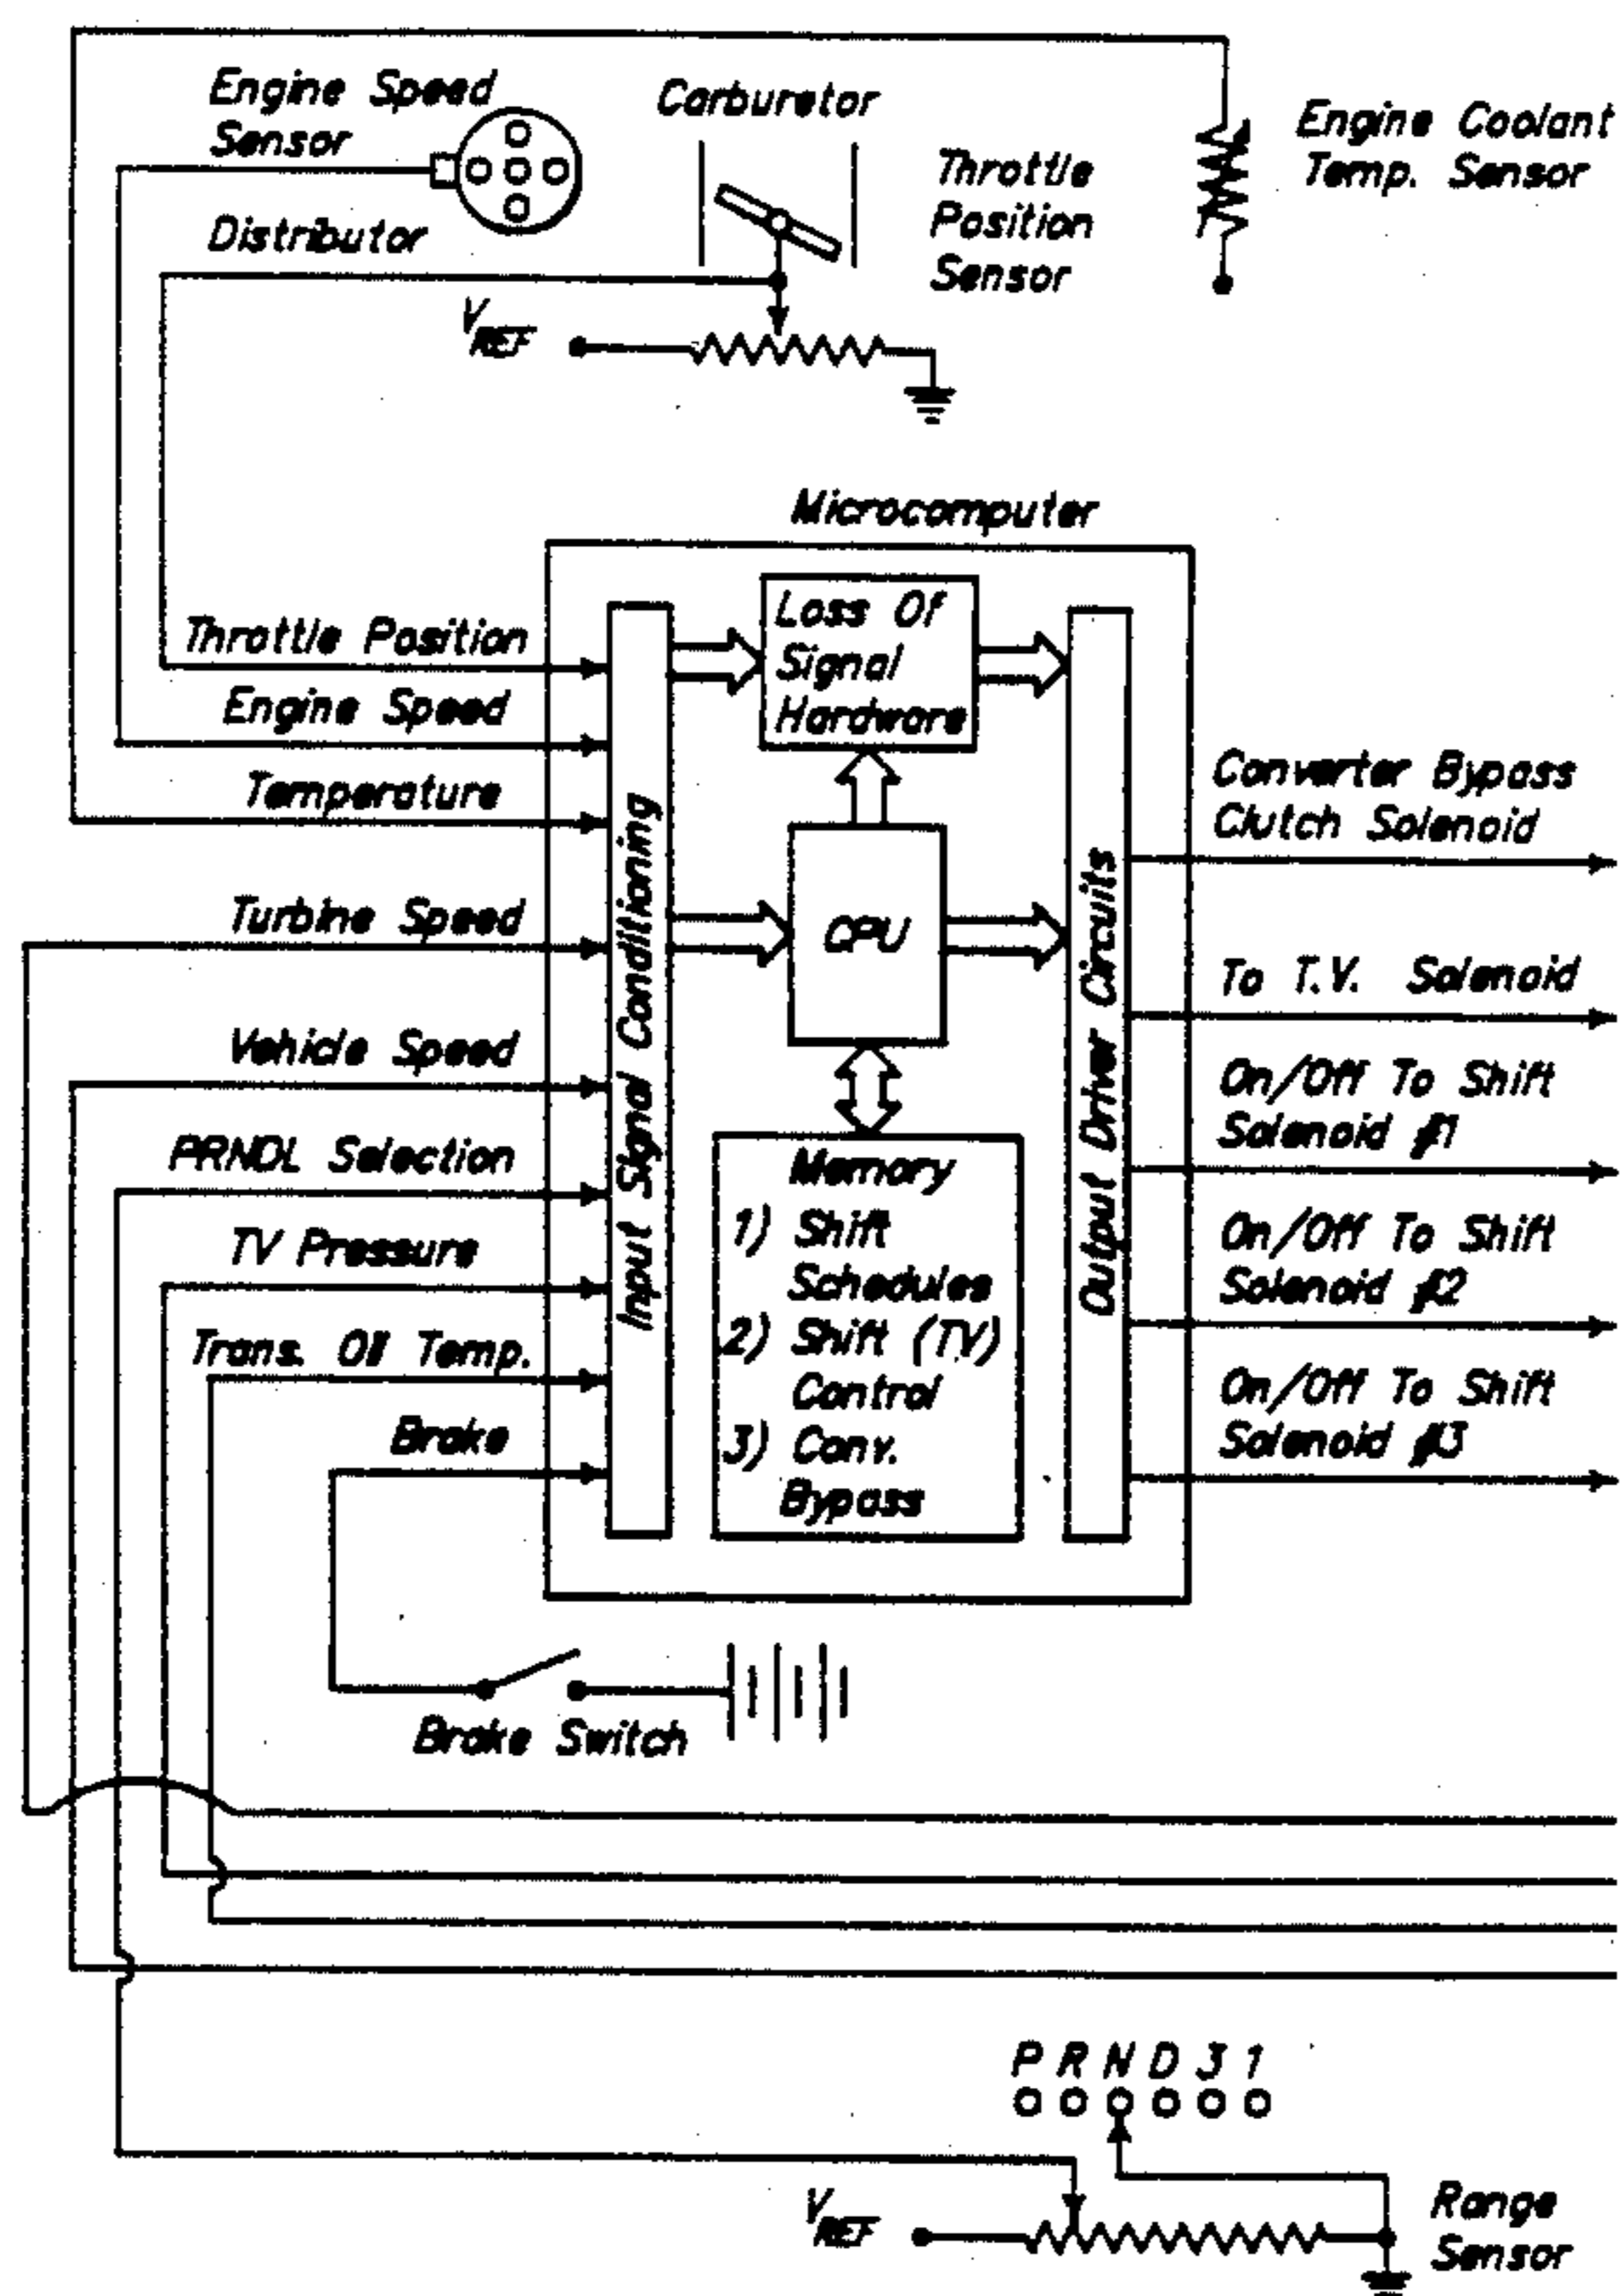 Engine Speed
Sensor
Carburetor
Engine Coolant
Temp. Sensor
Throttle
Position
Sensor
Distributor
VREF
Microcomputer
Loss Of
Signal
Hardware
Throttle Position
Engine Speed
Temperature
Turbine Speed
Vehicle Speed
PRNDL Selection
TV Pressure
Trans. Oil Temp.
Brake
Input Signal Conditioning
CPU
Memory
1) Shift
Schedules
2) Shift (TV)
Control
3) Conv.
Bypass
Output Driver Circuits
Converter Bypass
Clutch Solenoid
To T.V. Solenoid
On/Off To Shift
Solenoid #1
On/Off To Shift
Solenoid #2
On/Off To Shift
Solenoid #3
Brake Switch
P R N D 3 1
VREF
Range
Sensor